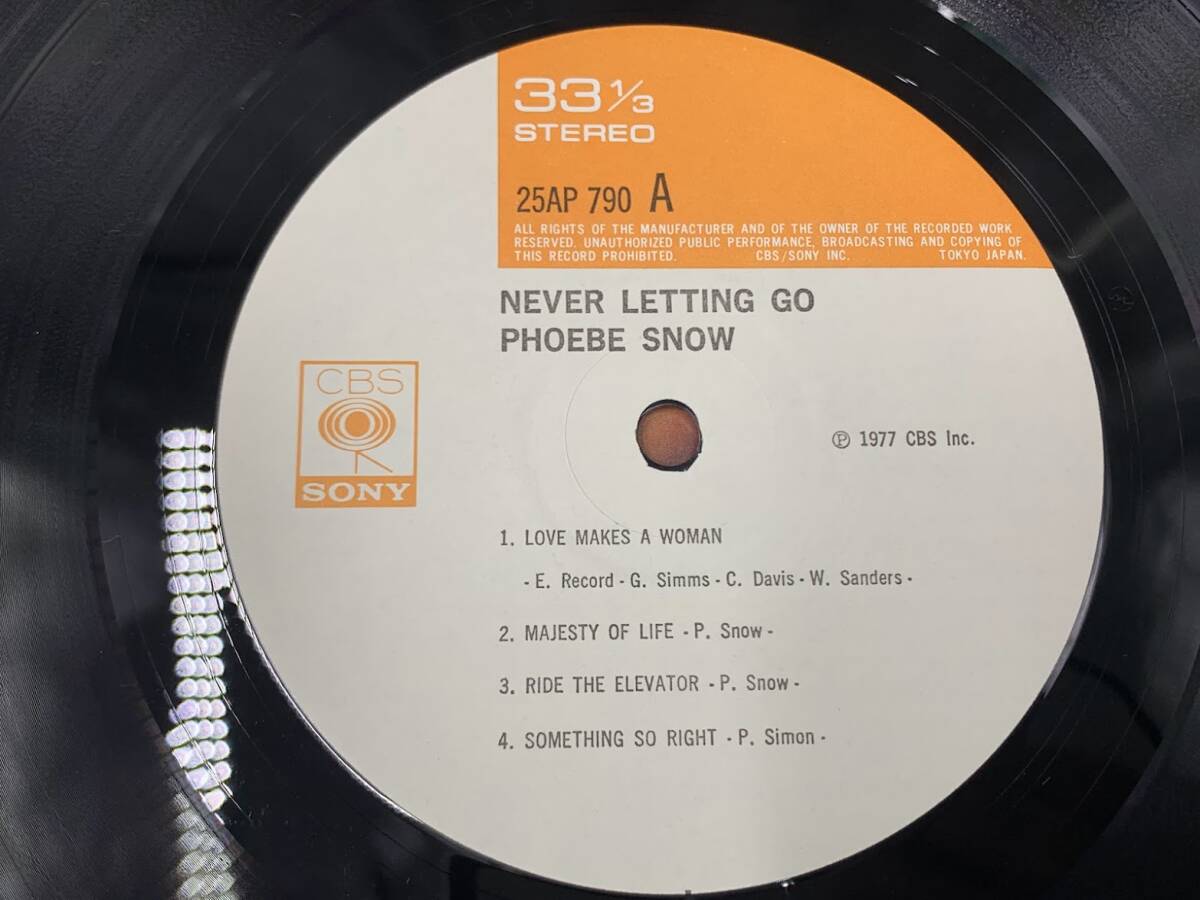 33 1/3
STEREO
25AP 790 A
ALL RIGHTS OF THE MANUFACTURER AND OF THE OWNER OF THE RECORDED WORK
RESERVED. UNAUTHORIZED PUBLIC PERFORMANCE, BROADCASTING AND COPYING OF
THIS RECORD PROHIBITED. CBS/SONY INC. TOKYO JAPAN.
NEVER LETTING GO
PHOEBE SNOW
CBS
SONY
Ⓟ 1977 CBS Inc.
1. LOVE MAKES A WOMAN
- E. Record - G. Simms - C. Davis - W. Sanders -
2. MAJESTY OF LIFE - P. Snow -
3. RIDE THE ELEVATOR - P. Snow -
4. SOMETHING SO RIGHT - P. Simon -